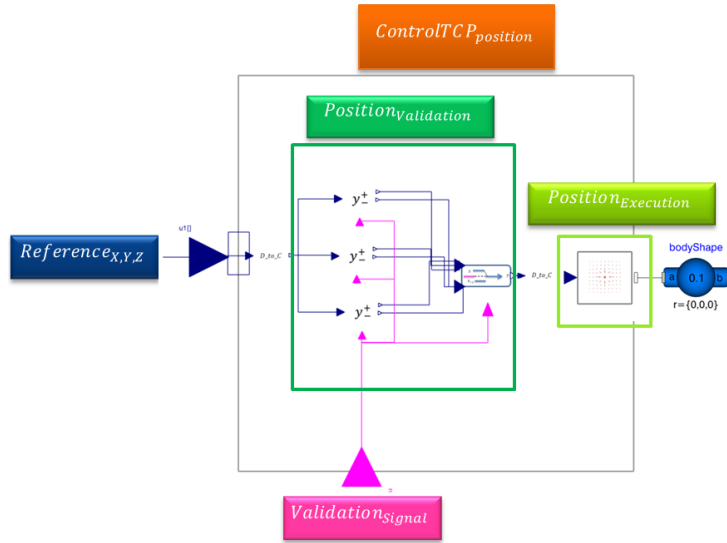 ControlTCP_position
Position_Validation
Position_Execution
Reference_X,Y,Z
u1[]
D_to_C
y+−
y+−
y+−
D_to_C
bodyShape
a 0.1 b
r={0,0,0}
Validation_Signal